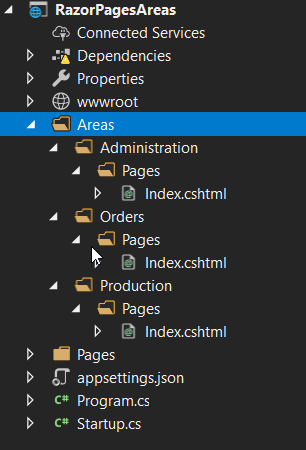 RazorPagesAreas
Connected Services
Dependencies
Properties
wwwroot
Areas
Administration
Pages
Index.cshtml
Orders
Pages
Index.cshtml
Production
Pages
Index.cshtml
Pages
appsettings.json
C# Program.cs
C# Startup.cs